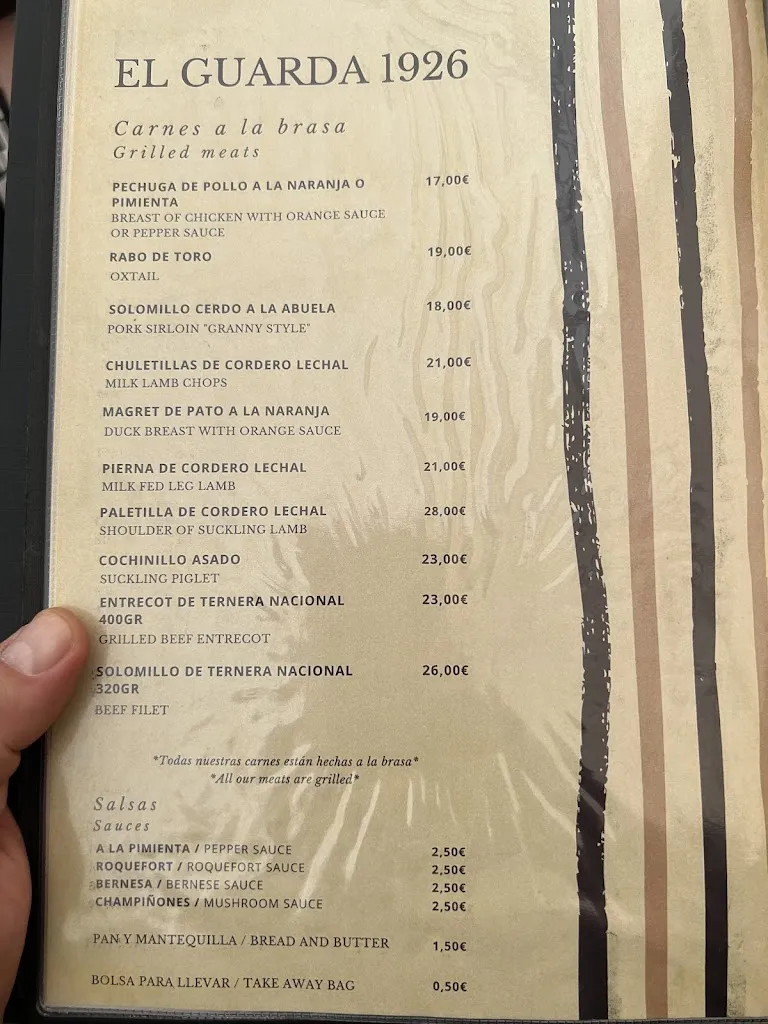 EL GUARDA 1926
Carnes a la brasa
Grilled meats
PECHUGA DE POLLO A LA NARANJA O 17,00€
PIMIENTA
BREAST OF CHICKEN WITH ORANGE SAUCE
OR PEPPER SAUCE
RABO DE TORO 19,00€
OXTAIL
SOLOMILLO CERDO A LA ABUELA 18,00€
PORK SIRLOIN "GRANNY STYLE"
CHULETILLAS DE CORDERO LECHAL 21,00€
MILK LAMB CHOPS
MAGRET DE PATO A LA NARANJA 19,00€
DUCK BREAST WITH ORANGE SAUCE
PIERNA DE CORDERO LECHAL 21,00€
MILK FED LEG LAMB
PALETILLA DE CORDERO LECHAL 28,00€
SHOULDER OF SUCKLING LAMB
COCHINILLO ASADO 23,00€
SUCKLING PIGLET
ENTRECOT DE TERNERA NACIONAL 23,00€
400GR
GRILLED BEEF ENTRECOT
SOLOMILLO DE TERNERA NACIONAL 26,00€
320GR
BEEF FILET
*Todas nuestras carnes están hechas a la brasa*
*All our meats are grilled*
Salsas
Sauces
A LA PIMIENTA / PEPPER SAUCE 2,50€
ROQUEFORT / ROQUEFORT SAUCE 2,50€
BERNESA / BERNESE SAUCE 2,50€
CHAMPIÑONES / MUSHROOM SAUCE 2,50€
PAN Y MANTEQUILLA / BREAD AND BUTTER 1,50€
BOLSA PARA LLEVAR / TAKE AWAY BAG 0,50€